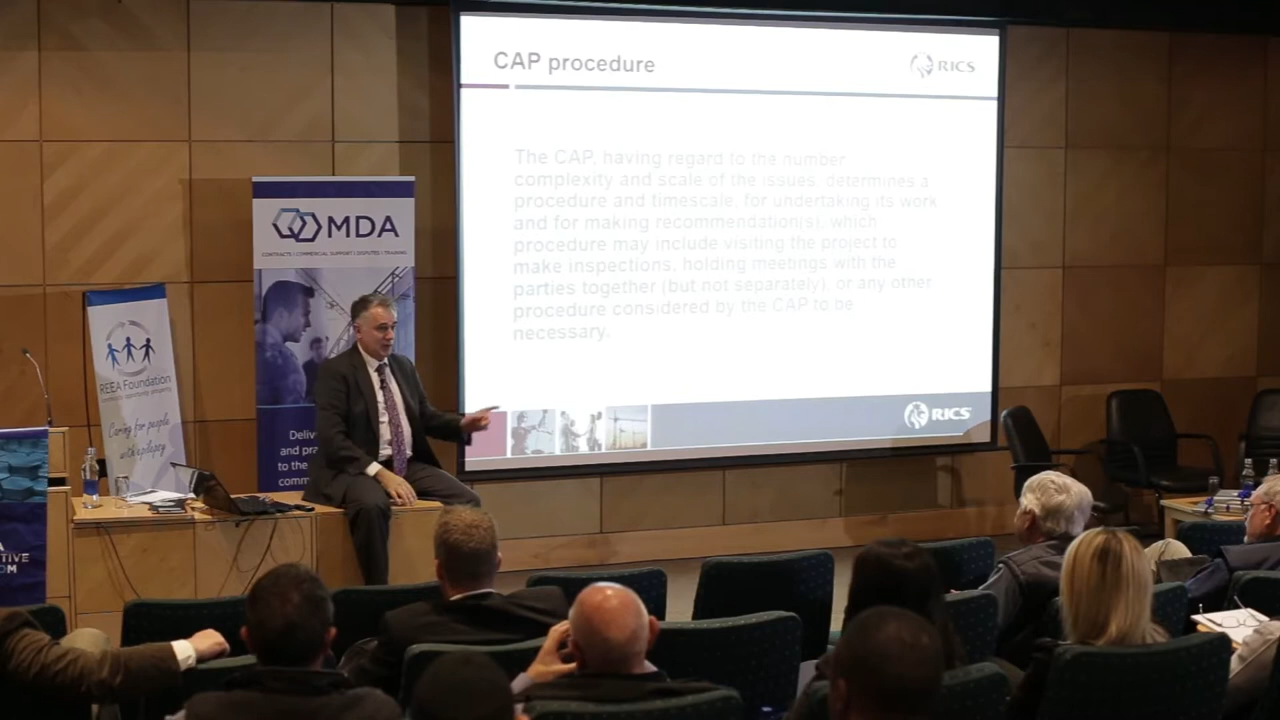 CAP procedure
RICS
The CAP, having regard to the number
complexity and scale of the issues, determines a
procedure and timescale, for undertaking its work
and for making recommendation(s), which
procedure may include visiting the project to
make inspections, holding meetings with the
parties together (but not separately), or any other
procedure considered by the CAP to be
necessary.
RICS
MDA
CONTRACTS | COMMERCIAL SUPPORT | DISPUTES | TRAINING
Deliv
and pra
to the
comm
REEA Foundation
Caring for people
with epilepsy
A
TIVE
OM